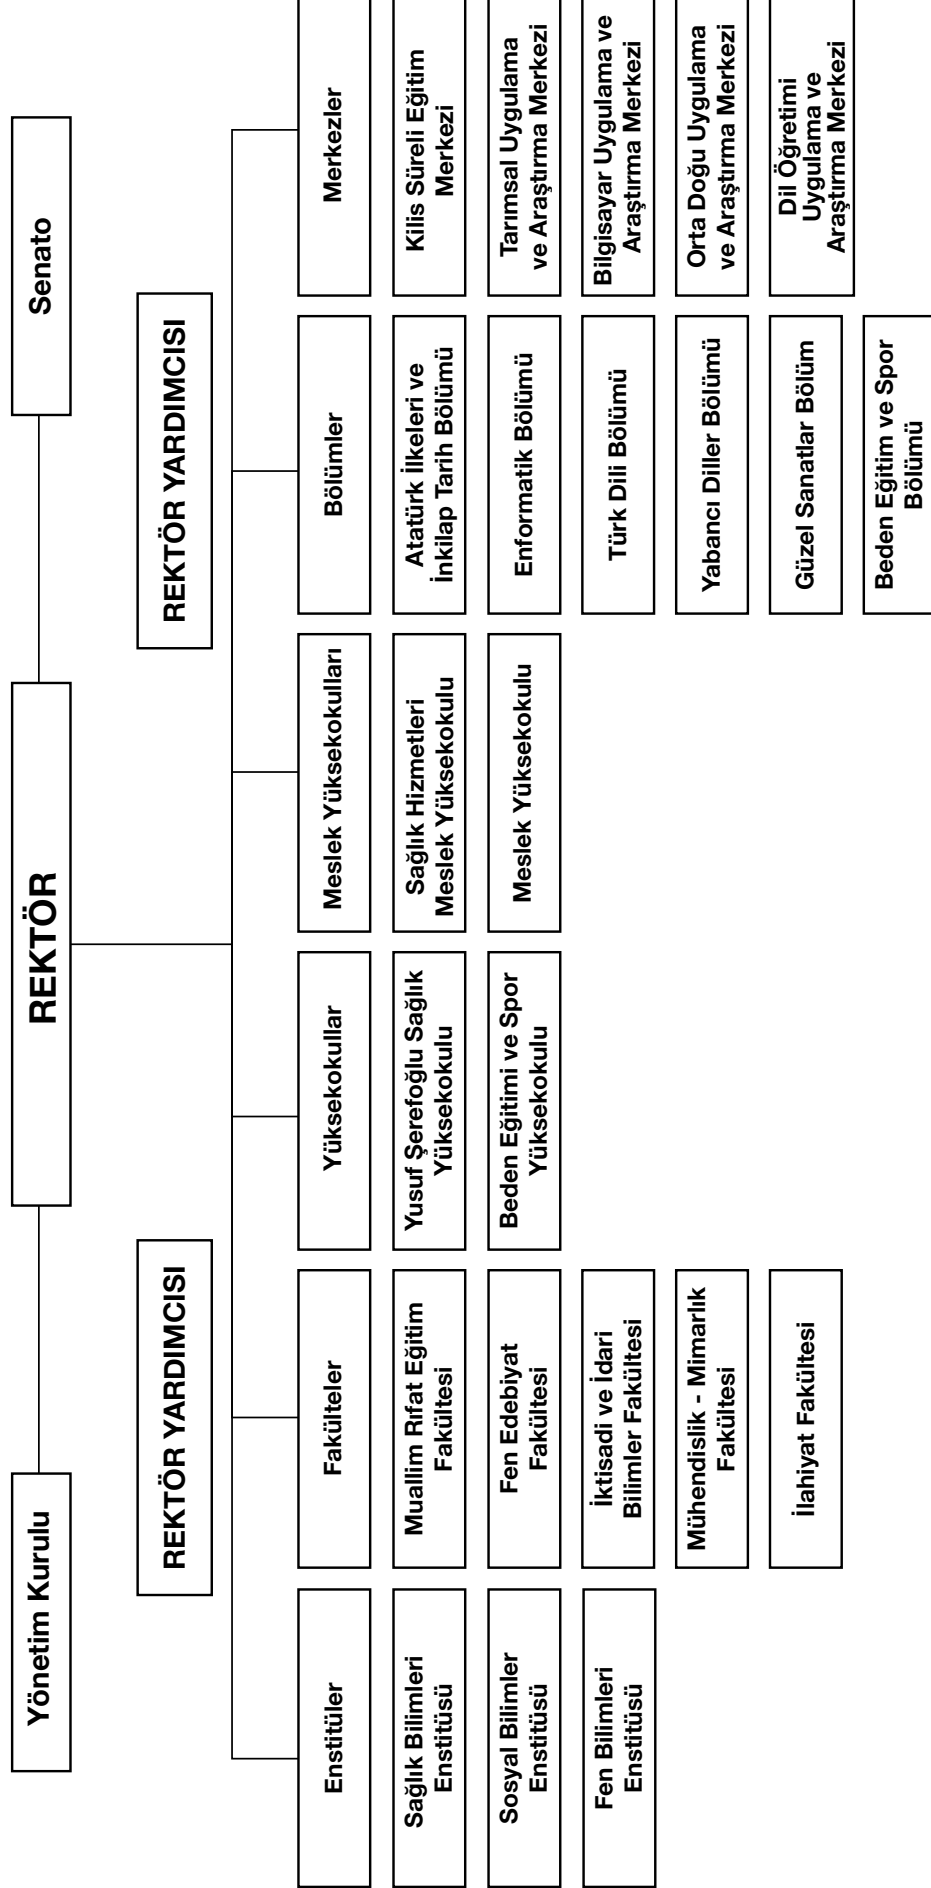 Yönetim Kurulu
REKTÖR
Senato
REKTÖR YARDIMCISI
REKTÖR YARDIMCISI
Enstitüler
Sağlık Bilimleri
Enstitüsü
Sosyal Bilimler
Enstitüsü
Fen Bilimleri
Enstitüsü
Fakülteler
Muallim Rıfat Eğitim
Fakültesi
Fen Edebiyat
Fakültesi
İktisadi ve İdari
Bilimler Fakültesi
Mühendislik - Mimarlık
Fakültesi
İlahiyat Fakültesi
Yüksekokullar
Yusuf Şerefoğlu Sağlık
Yüksekokulu
Beden Eğitimi ve Spor
Yüksekokulu
Meslek Yüksekokulları
Sağlık Hizmetleri
Meslek Yüksekokulu
Meslek Yüksekokulu
Bölümler
Atatürk İlkeleri ve
İnkilap Tarih Bölümü
Enformatik Bölümü
Türk Dili Bölümü
Yabancı Diller Bölümü
Güzel Sanatlar Bölüm
Beden Eğitim ve Spor
Bölümü
Merkezler
Kilis Süreli Eğitim
Merkezi
Tarımsal Uygulama
ve Araştırma Merkezi
Bilgisayar Uygulama ve
Araştırma Merkezi
Orta Doğu Uygulama
ve Araştırma Merkezi
Dil Öğretimi
Uygulama ve
Araştırma Merkezi